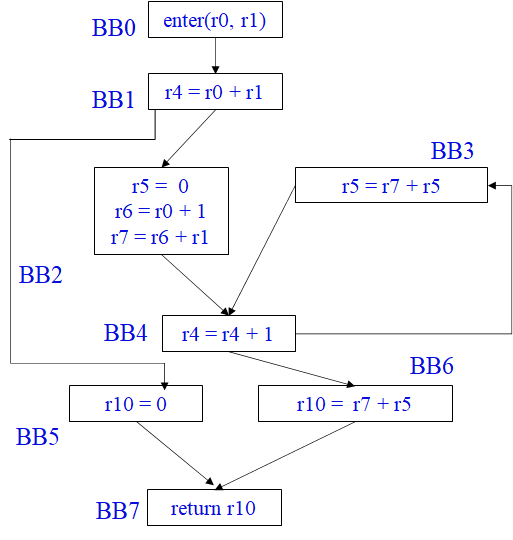 BB0
enter(r0, r1)
BB1
r4 = r0 + r1
BB3
r5 = 0
r6 = r0 + 1
r7 = r6 + r1
r5 = r7 + r5
BB2
BB4
r4 = r4 + 1
BB6
r10 = 0
r10 = r7 + r5
BB5
BB7
return r10